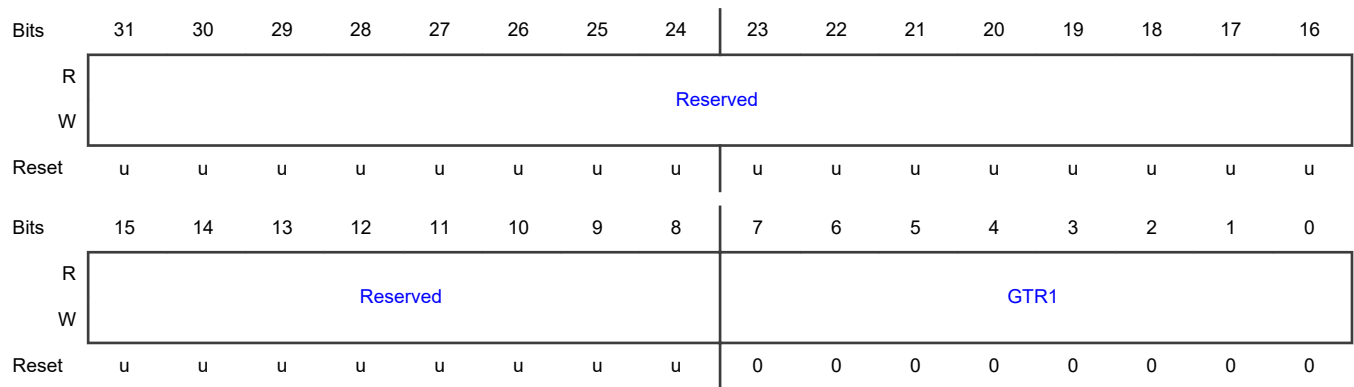 Bits 31 30 29 28 27 26 25 24 23 22 21 20 19 18 17 16
R
Reserved
W
Reset u u u u u u u u u u u u u u u u
Bits 15 14 13 12 11 10 9 8 7 6 5 4 3 2 1 0
R
Reserved GTR1
W
Reset u u u u u u u u 0 0 0 0 0 0 0 0